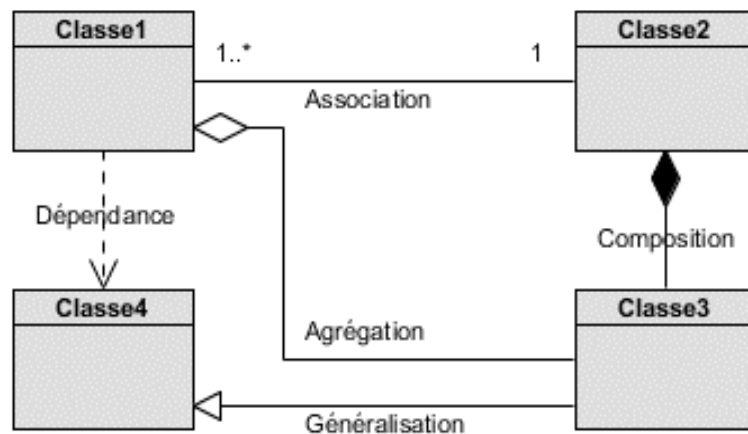 Classe1
Classe2
1..*
1
Association
Dépendance
Composition
Classe4
Classe3
Agrégation
Généralisation